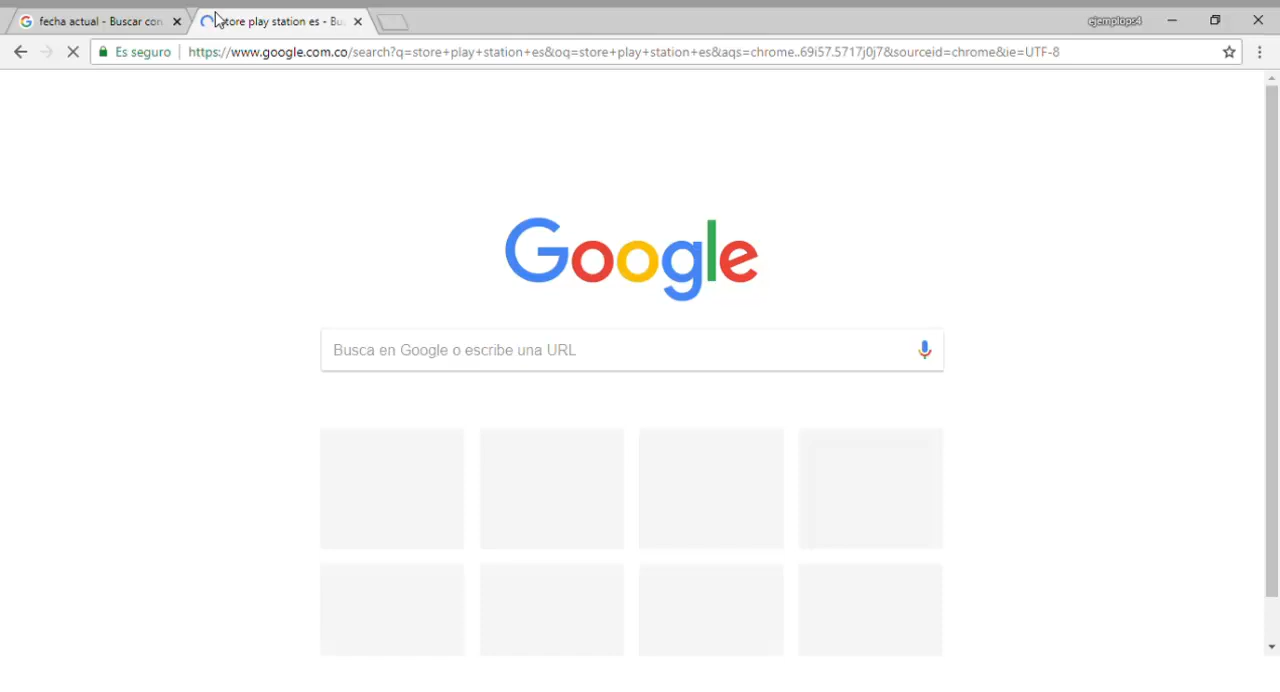 fecha actual - Buscar con
store play station es - Bu
ejemplops4
Es seguro
https://www.google.com.co/search?q=store+play+station+es&oq=store+play+station+es&aqs=chrome..69i57.5717j0j7&sourceid=chrome&ie=UTF-8
Google
Busca en Google o escribe una URL